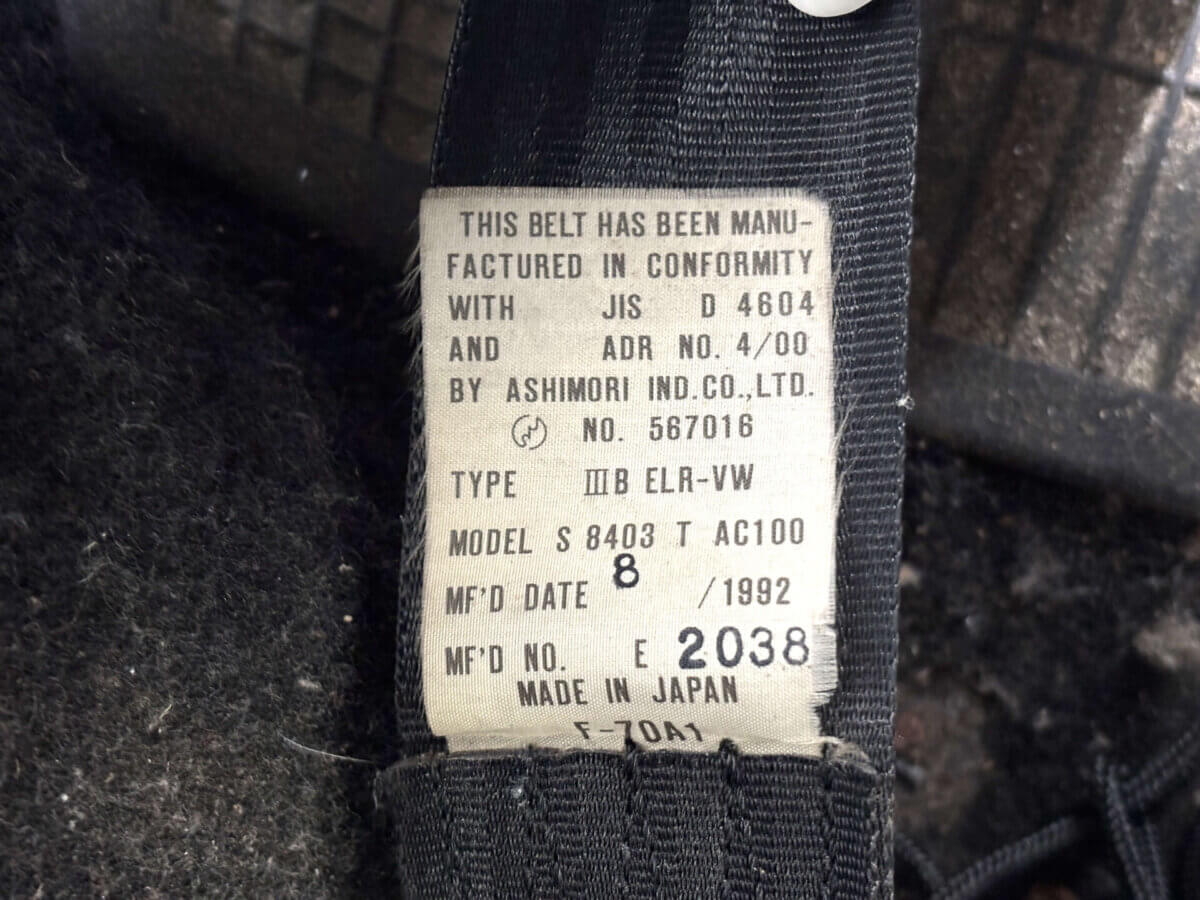 THIS BELT HAS BEEN MANU-
FACTURED IN CONFORMITY
WITH JIS D 4604
AND ADR NO. 4/00
BY ASHIMORI IND.CO.,LTD.
NO. 567016
TYPE IIIB ELR-VW
MODEL S 8403 T AC100
MF'D DATE 8 /1992
MF'D NO. E 2038
MADE IN JAPAN
F-70A1